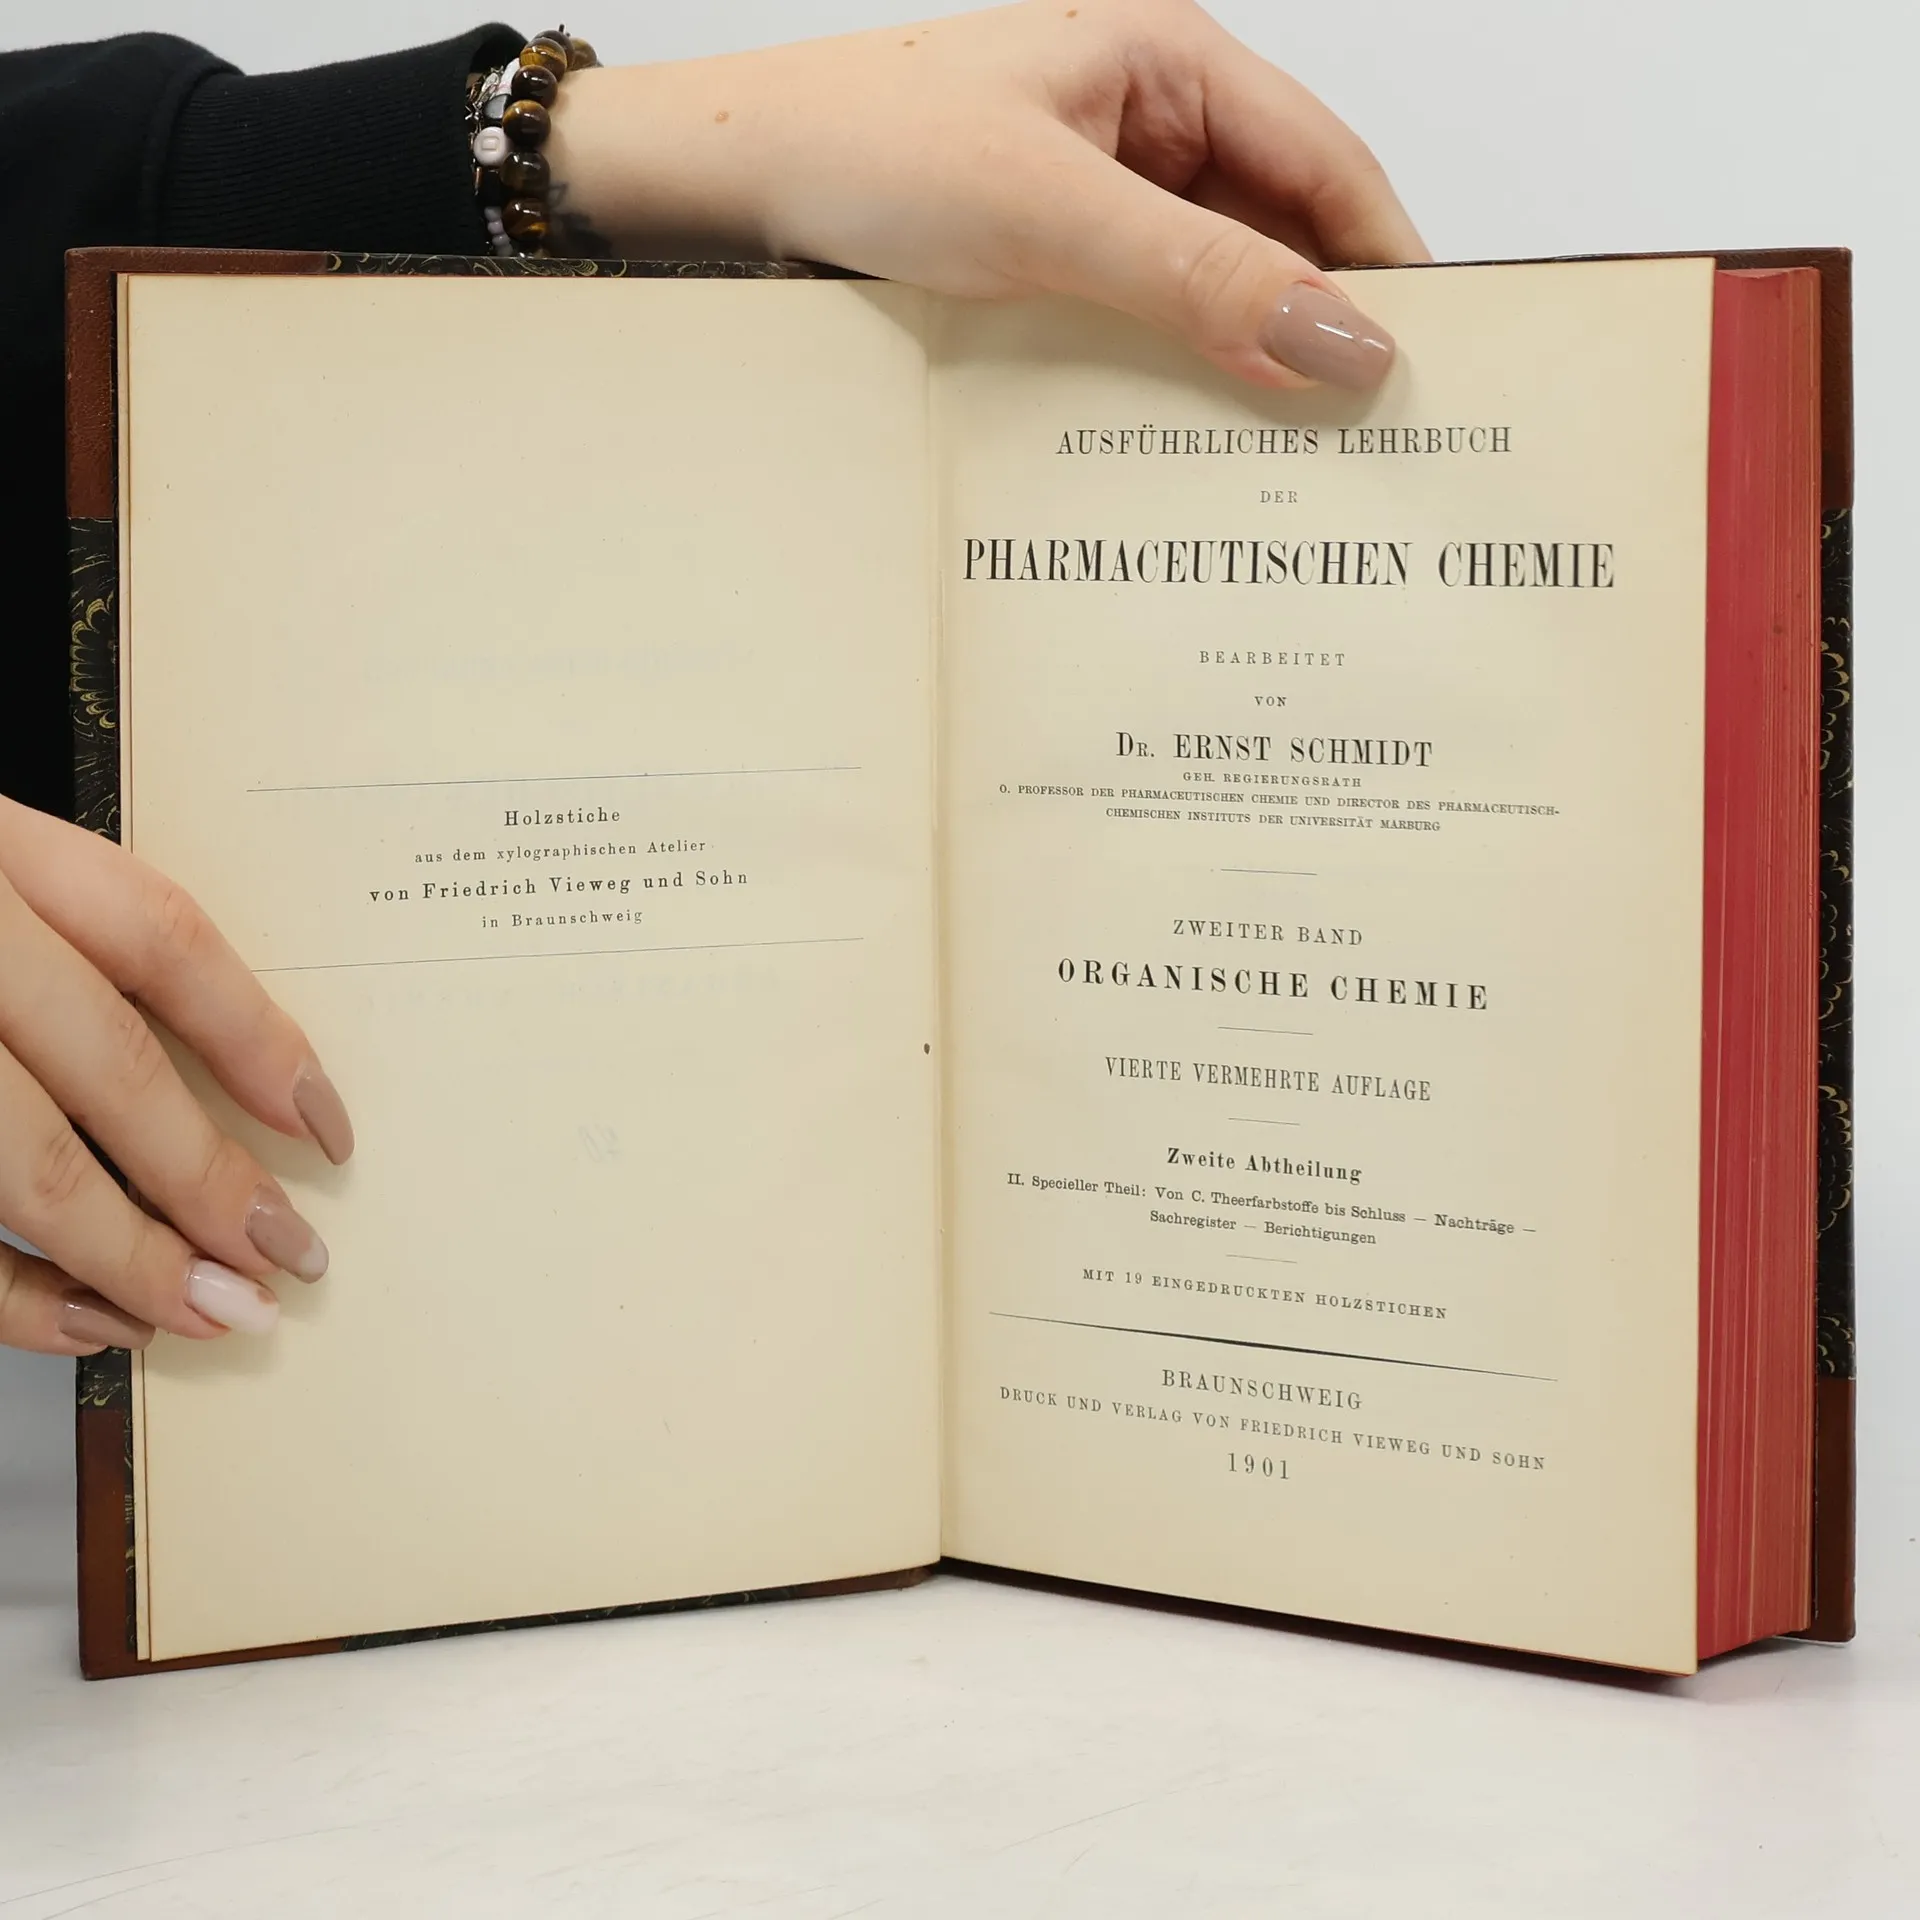 Holzstiche
aus dem xylographischen Atelier
von Friedrich Vieweg und Sohn
in Braunschweig
AUSFÜHRLICHES LEHRBUCH
DER
PHARMACEUTISCHEN CHEMIE
BEARBEITET
VON
DR. ERNST SCHMIDT
GEH. REGIERUNGSRATH
O. PROFESSOR DER PHARMACEUTISCHEN CHEMIE UND DIRECTOR DES PHARMACEUTISCH-
CHEMISCHEN INSTITUTS DER UNIVERSITÄT MARBURG
ZWEITER BAND
ORGANISCHE CHEMIE
VIERTE VERMEHRTE AUFLAGE
Zweite Abtheilung
II. Specieller Theil: Von C. Theerfarbstoffe bis Schluss — Nachträge —
Sachregister — Berichtigungen
MIT 19 EINGEDRUCKTEN HOLZSTICHEN
BRAUNSCHWEIG
DRUCK UND VERLAG VON FRIEDRICH VIEWEG UND SOHN
1901